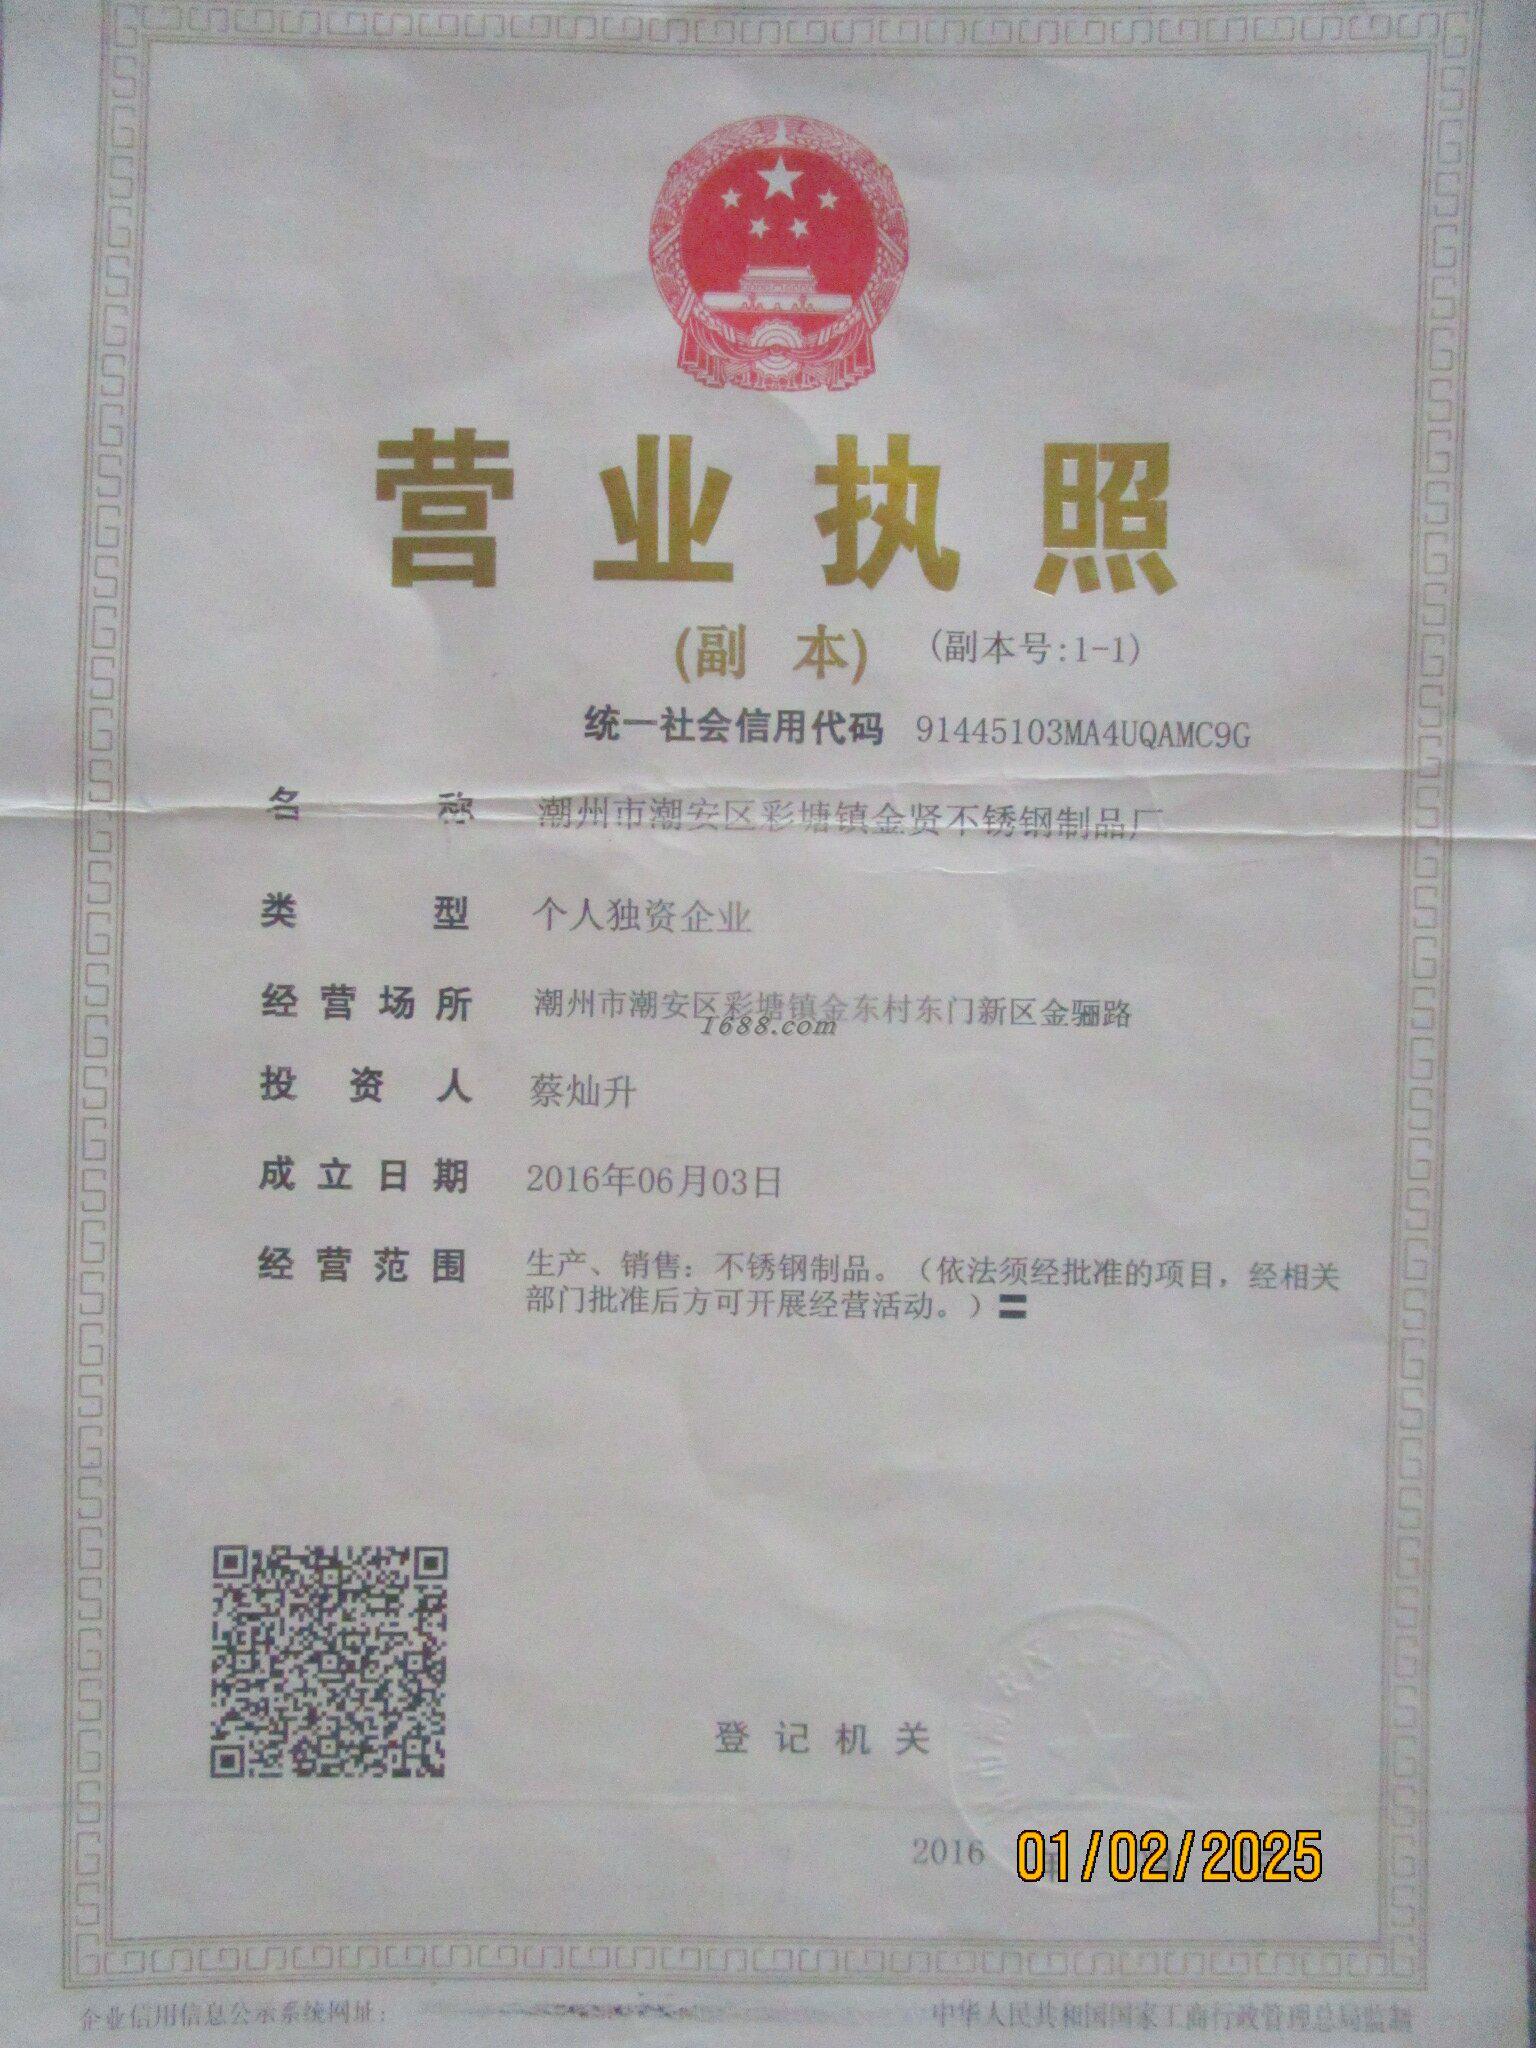 营业执照
(副 本) (副本号:1-1)
统一社会信用代码 91445103MA4UQAMC9G
名 称 潮州市潮安区彩塘镇金贤不锈钢制品厂
类 型 个人独资企业
经营场所 潮州市潮安区彩塘镇金东村东门新区金骊路
1688.com
投资人 蔡灿升
成立日期 2016年06月03日
经营范围 生产、销售：不锈钢制品。（依法须经批准的项目，经相关
部门批准后方可开展经营活动。）〓
登记机关
2016 年
01/02/2025
企业信用信息公示系统网址：
中华人民共和国国家工商行政管理总局监制